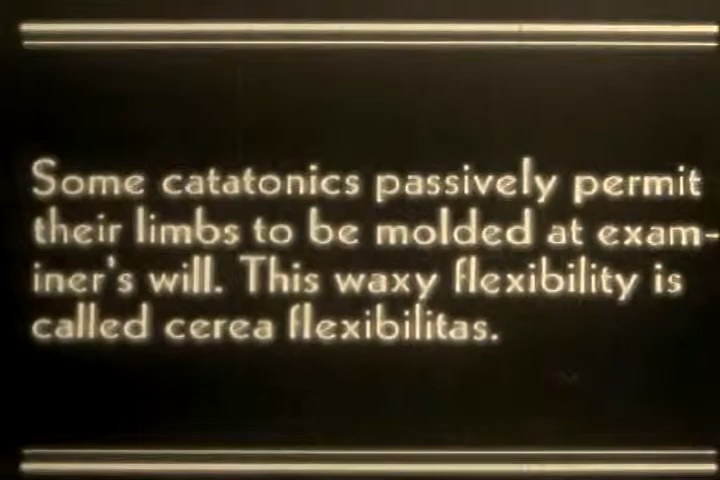 Some catatonics passively permit
their limbs to be molded at exam-
iner's will. This waxy flexibility is
called cerea flexibilitas.